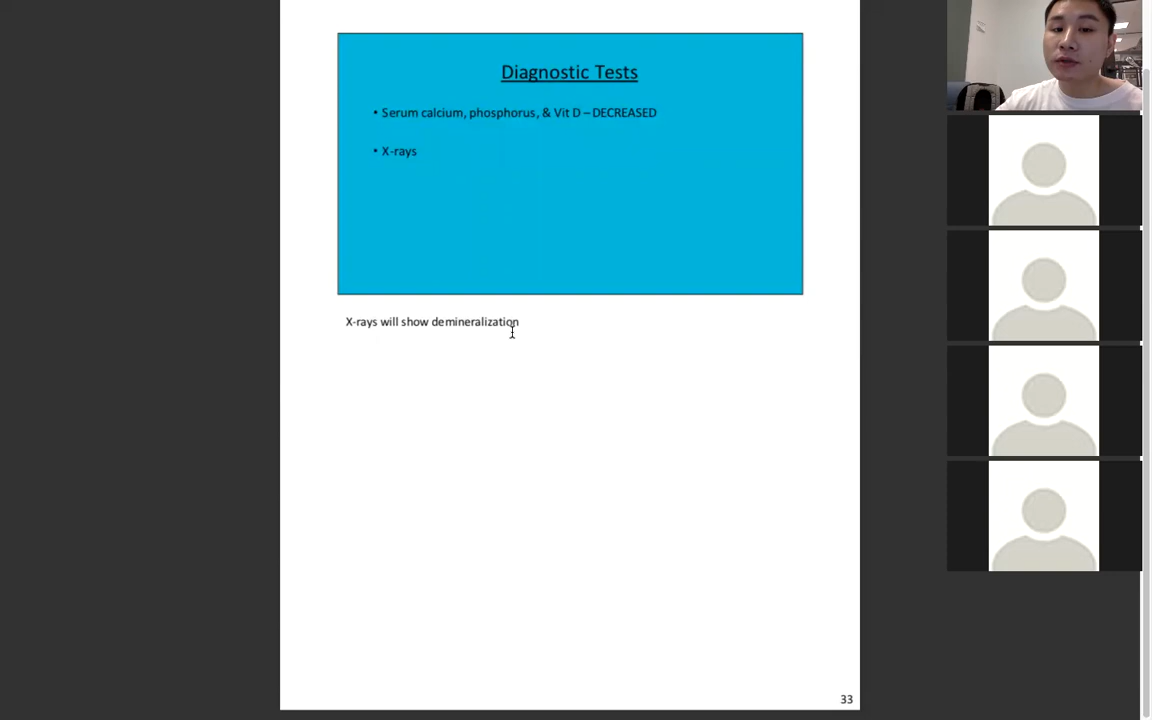 Diagnostic Tests
• Serum calcium, phosphorus, & Vit D – DECREASED
• X-rays
X-rays will show demineralization
33